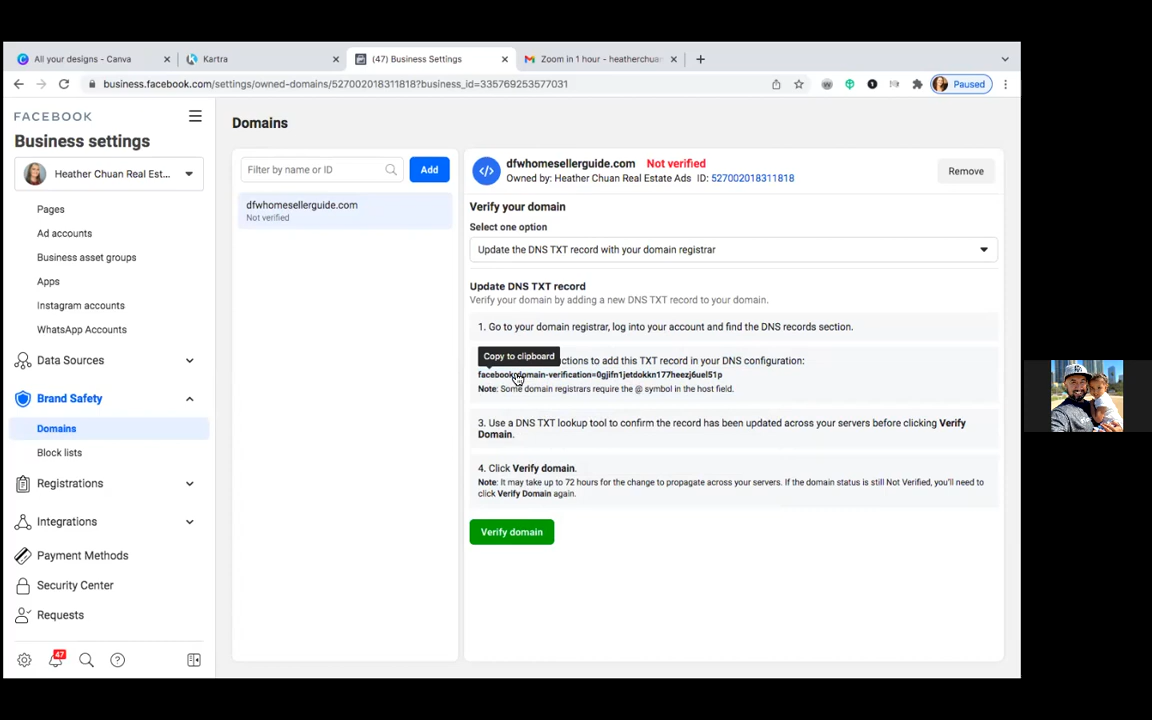 All your designs - Canva
Kartra
(47) Business Settings
Zoom in 1 hour - heatherchuan
business.facebook.com/settings/owned-domains/527002018311818?business_id=335769253577031
Paused
FACEBOOK
Business settings
Heather Chuan Real Est...
Pages
Ad accounts
Business asset groups
Apps
Instagram accounts
WhatsApp Accounts
Data Sources
Brand Safety
Domains
Block lists
Registrations
Integrations
Payment Methods
Security Center
Requests
47
Domains
Filter by name or ID
Add
dfwhomesellerguide.com
Not verified
dfwhomesellerguide.com Not verified
Owned by: Heather Chuan Real Estate Ads ID: 527002018311818
Remove
Verify your domain
Select one option
Update the DNS TXT record with your domain registrar
Update DNS TXT record
Verify your domain by adding a new DNS TXT record to your domain.
1. Go to your domain registrar, log into your account and find the DNS records section.
Copy to clipboard
to add this TXT record in your DNS configuration:
Note: Some domain registrars require the @ symbol in the host field.
3. Use a DNS TXT lookup tool to confirm the record has been updated across your servers before clicking Verify
Domain.
4. Click Verify domain.
Note: It may take up to 72 hours for the change to propagate across your servers. If the domain status is still Not Verified, you'll need to
click Verify Domain again.
Verify domain